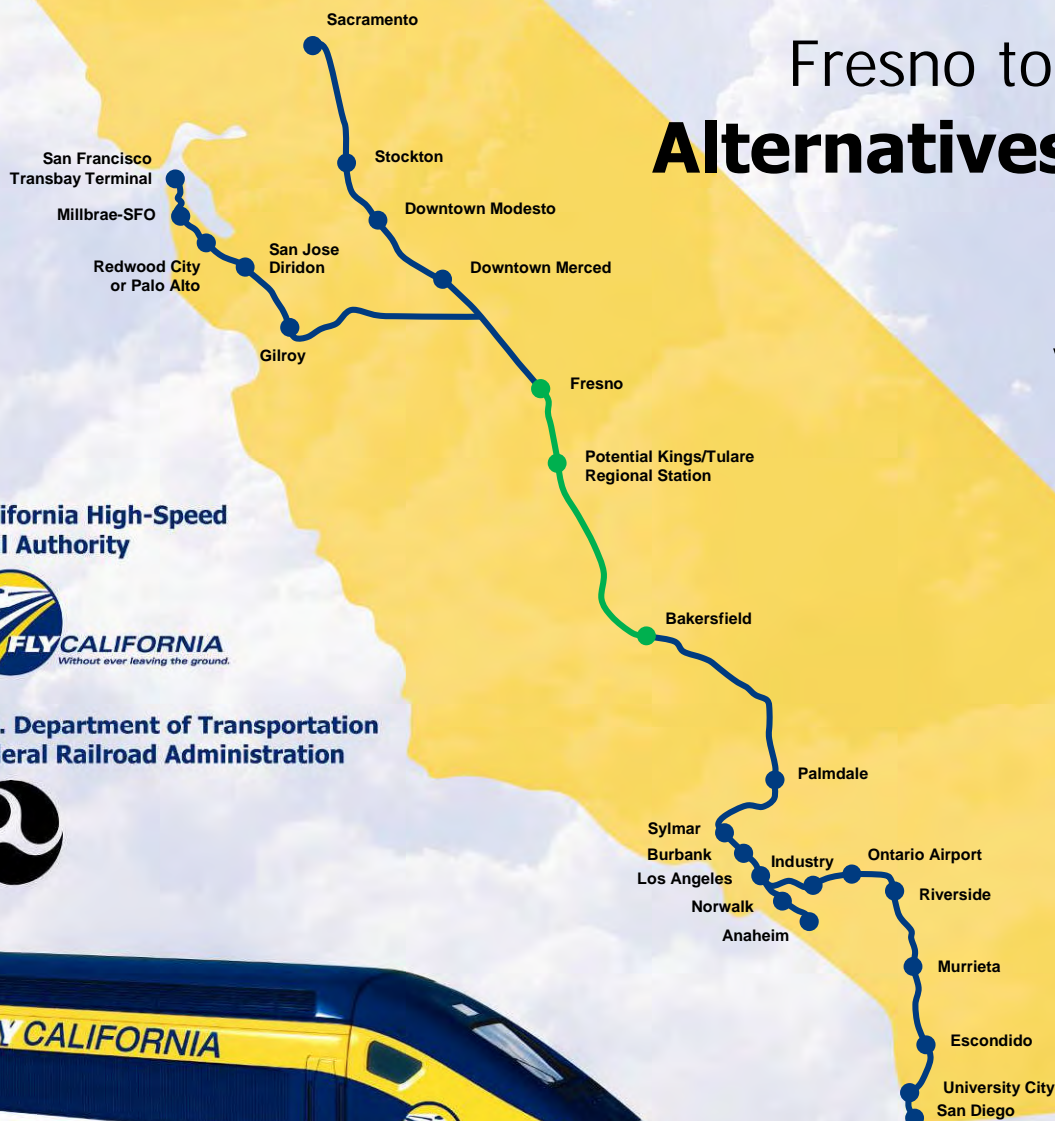 Fresno to
Alternatives
Sacramento
San Francisco
Transbay Terminal
Stockton
Millbrae-SFO
Downtown Modesto
Redwood City
or Palo Alto
San Jose
Diridon
Downtown Merced
Gilroy
Fresno
Potential Kings/Tulare
Regional Station
ifornia High-Speed
l Authority
FLYCALIFORNIA
Without ever leaving the ground.
Bakersfield
. Department of Transportation
deral Railroad Administration
Palmdale
Sylmar
Burbank
Los Angeles
Industry
Ontario Airport
Riverside
Norwalk
Anaheim
Murrieta
Escondido
University City
San Diego
Y CALIFORNIA